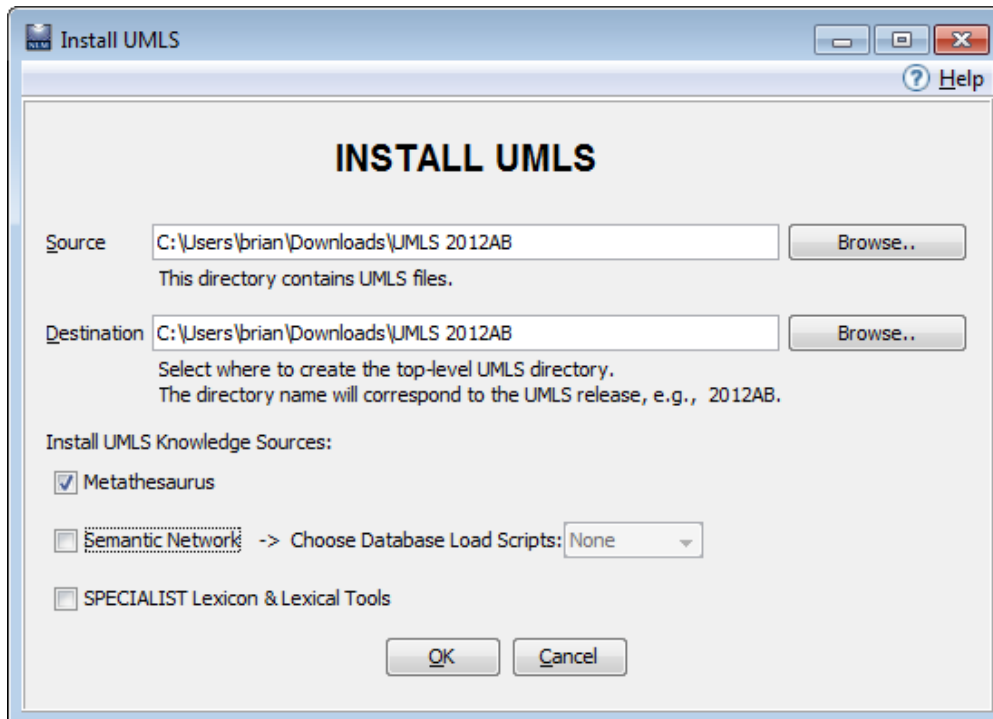 Install UMLS
Help
INSTALL UMLS
Source C:\Users\brian\Downloads\UMLS 2012AB Browse..
This directory contains UMLS files.
Destination C:\Users\brian\Downloads\UMLS 2012AB Browse..
Select where to create the top-level UMLS directory.
The directory name will correspond to the UMLS release, e.g., 2012AB.
Install UMLS Knowledge Sources:
Metathesaurus
Semantic Network -> Choose Database Load Scripts: None
SPECIALIST Lexicon & Lexical Tools
OK Cancel